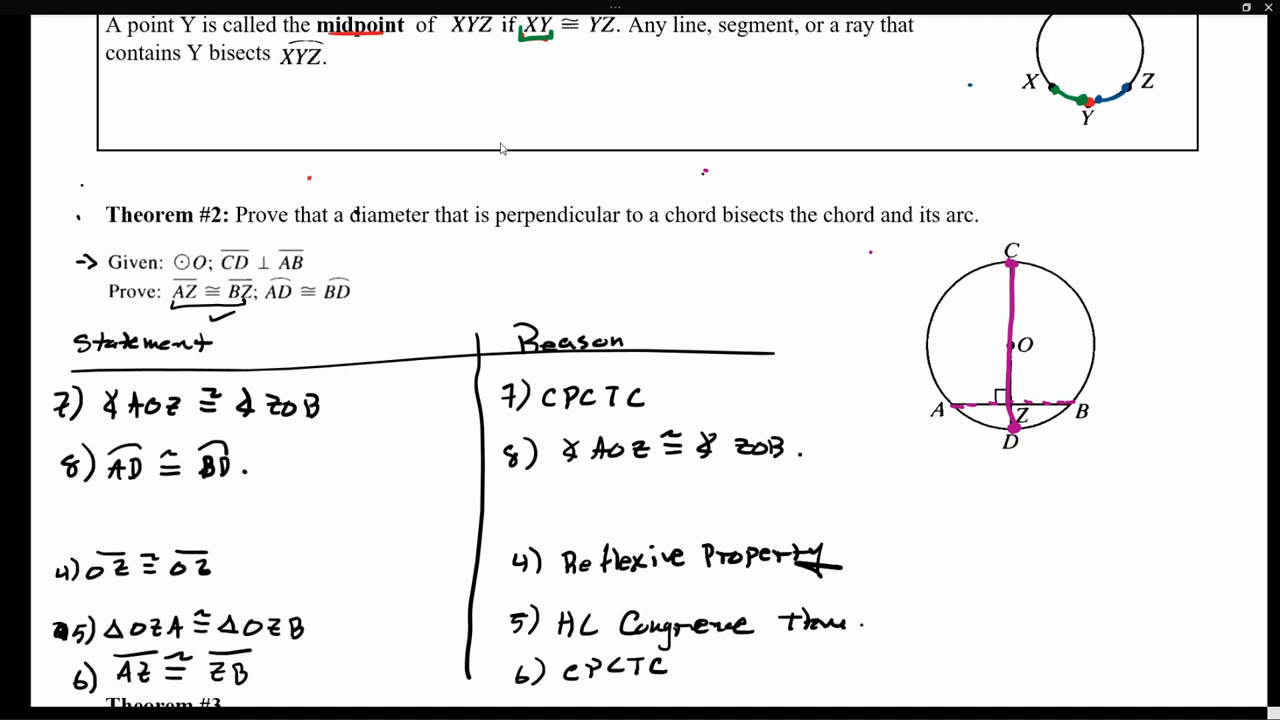 A point Y is called the midpoint of XYZ if XY ≅ YZ. Any line, segment, or a ray that
contains Y bisects XYZ.
X
Z
Y
Theorem #2: Prove that a diameter that is perpendicular to a chord bisects the chord and its arc.
Given: ⊙O; CD ⊥ AB
Prove: AZ ≅ BZ; AD ≅ BD
C
O
A
Z
B
D
Statement
Reason
7) ∡ AOZ ≅ ∡ ZOB
7) CPCTC
8) AD ≅ BD.
8) ∡ AOZ ≅ ∡ ZOB.
4) OZ ≅ OZ
4) Reflexive Property
5) Δ OZA ≅ Δ OZB
5) HL Congruence thm.
6) AZ ≅ ZB
6) CPCTC
Theorem #3